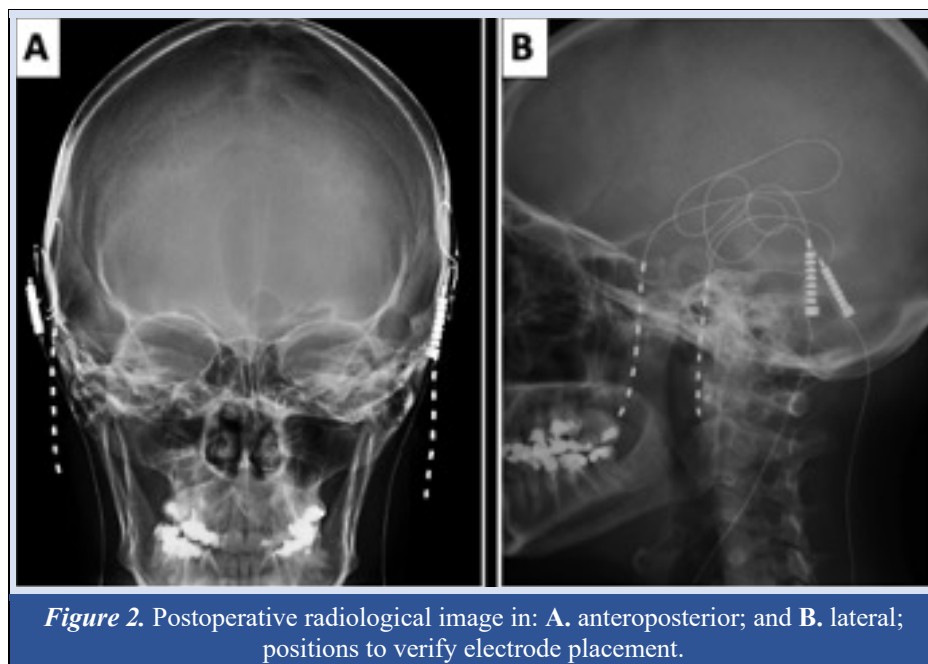 A
B
Figure 2. Postoperative radiological image in: A. anteroposterior; and B. lateral;
positions to verify electrode placement.